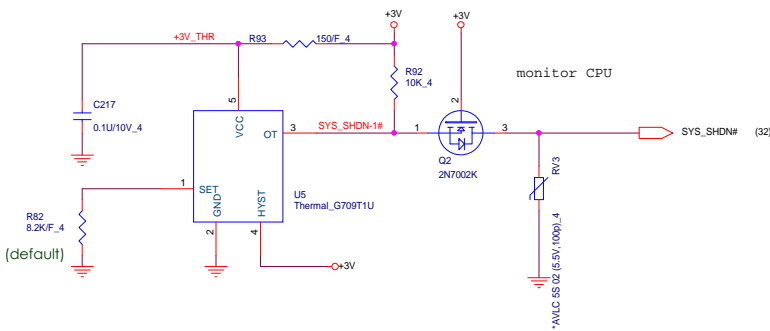 +3V
+3V
+3V_THR
R93
150/F_4
R92
10K_4
monitor CPU
C217
0.1U/10V_4
5
VCC
OT
3
SYS_SHDN-1#
1
2
3
Q2
2N7002K
SYS_SHDN#
(32)
RV3
*AVLC 5S 02 (5.5V,100p)_4
1
SET
GND
HYST
U5
Thermal_G709T1U
R82
8.2K/F_4
(default)
2
4
+3V